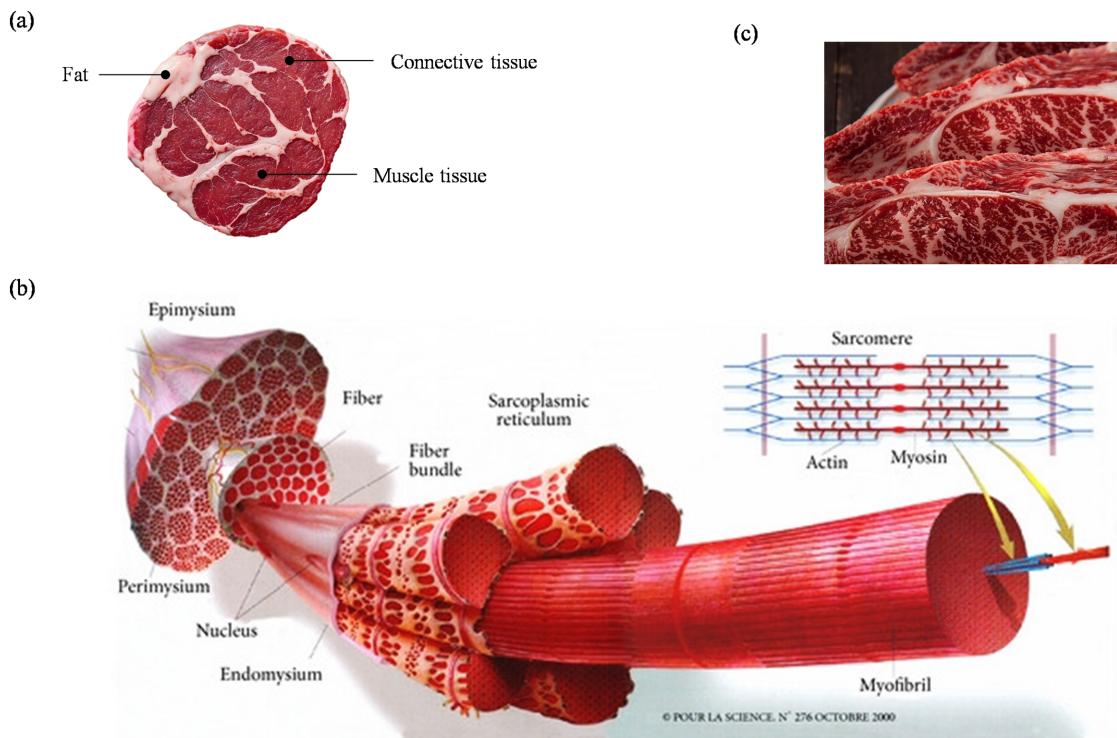 (a)
Fat
Connective tissue
Muscle tissue
(c)
(b)
Epimysium
Fiber
Sarcoplasmic
reticulum
Fiber
bundle
Sarcomere
Actin
Myosin
Perimysium
Nucleus
Endomysium
Myofibril
© POUR LA SCIENCE. N° 276 OCTOBRE 2000